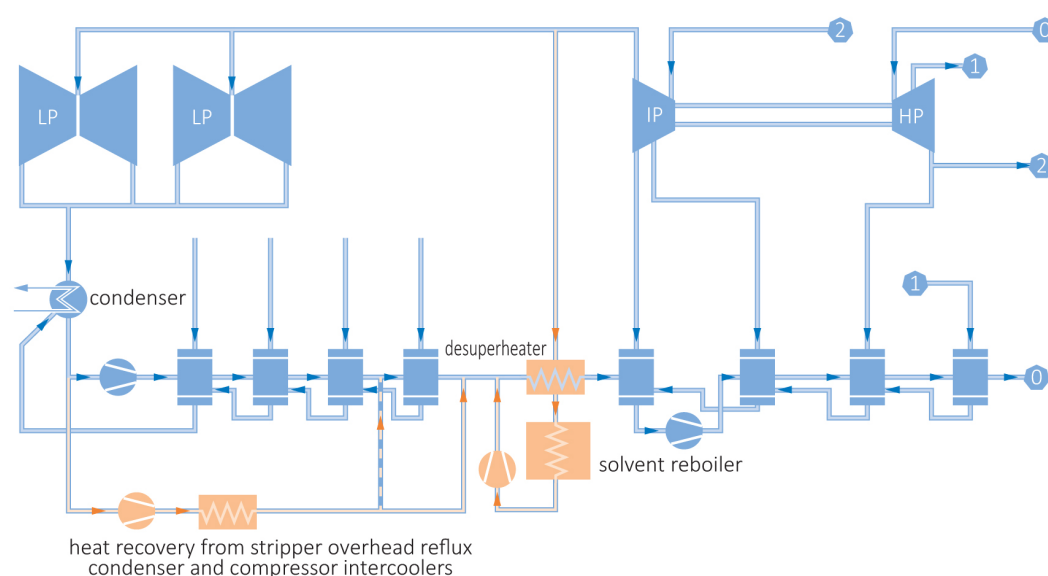 2
0
1
LP
LP
IP
HP
2
1
condenser
desuperheater
0
solvent reboiler
heat recovery from stripper overhead reflux
condenser and compressor intercoolers